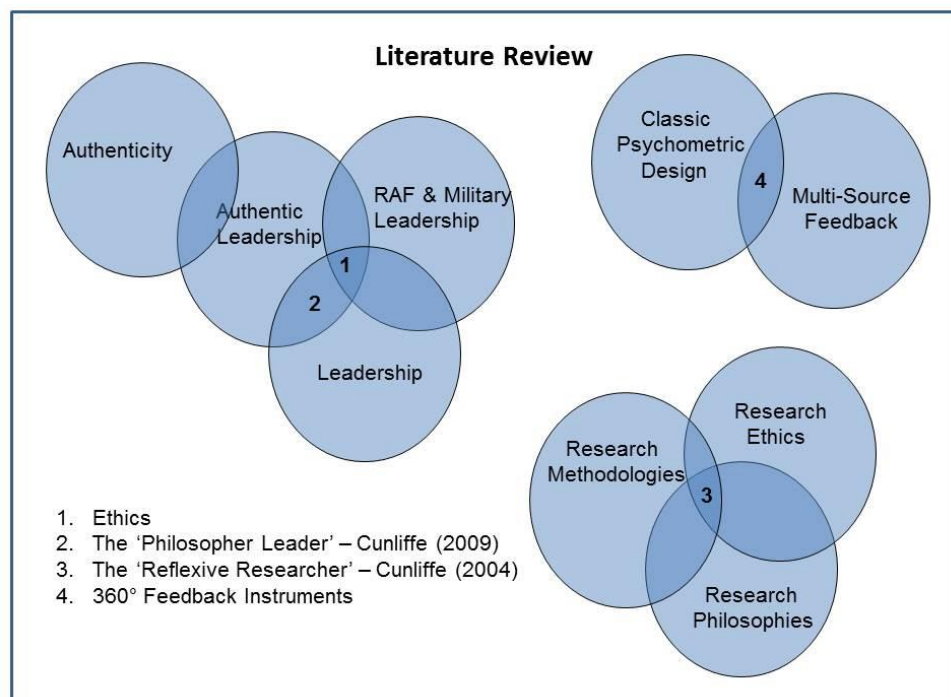 Literature Review
Authenticity
Authentic
Leadership
RAF & Military
Leadership
1
2
Leadership
Classic
Psychometric
Design
4
Multi-Source
Feedback
Research
Ethics
Research
Methodologies
3
Research
Philosophies
1. Ethics
2. The ‘Philosopher Leader’ – Cunliffe (2009)
3. The ‘Reflexive Researcher’ – Cunliffe (2004)
4. 360° Feedback Instruments